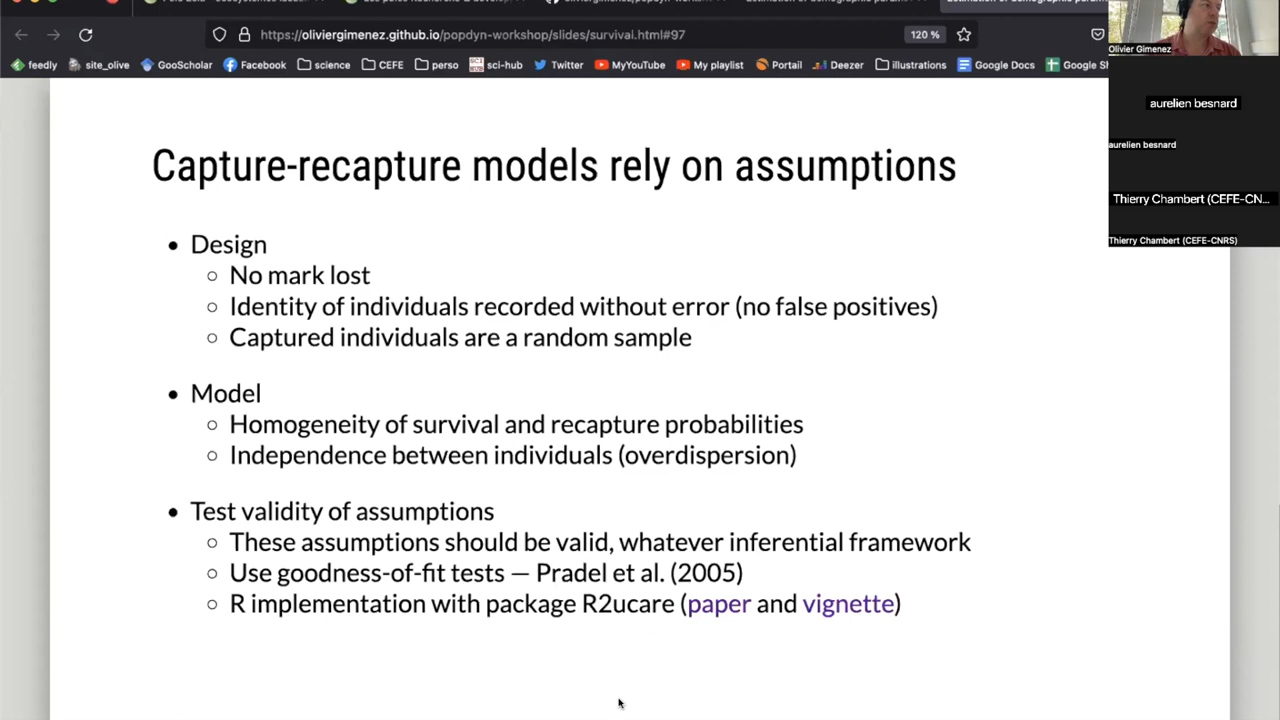 https://oliviergimenez.github.io/popdyn-workshop/slides/survival.html#97
120 %
feedly
site_olive
GooScholar
Facebook
science
CEFE
perso
sci-hub
Twitter
MyYouTube
My playlist
Portail
Deezer
illustrations
Google Docs
Google Sh
Olivier Gimenez
aurelien besnard
aurelien besnard
Thierry Chambert (CEFE-CN...
Thierry Chambert (CEFE-CNRS)
Capture-recapture models rely on assumptions
• Design
○ No mark lost
○ Identity of individuals recorded without error (no false positives)
○ Captured individuals are a random sample
• Model
○ Homogeneity of survival and recapture probabilities
○ Independence between individuals (overdispersion)
• Test validity of assumptions
○ These assumptions should be valid, whatever inferential framework
○ Use goodness-of-fit tests — Pradel et al. (2005)
○ R implementation with package R2ucare (paper and vignette)